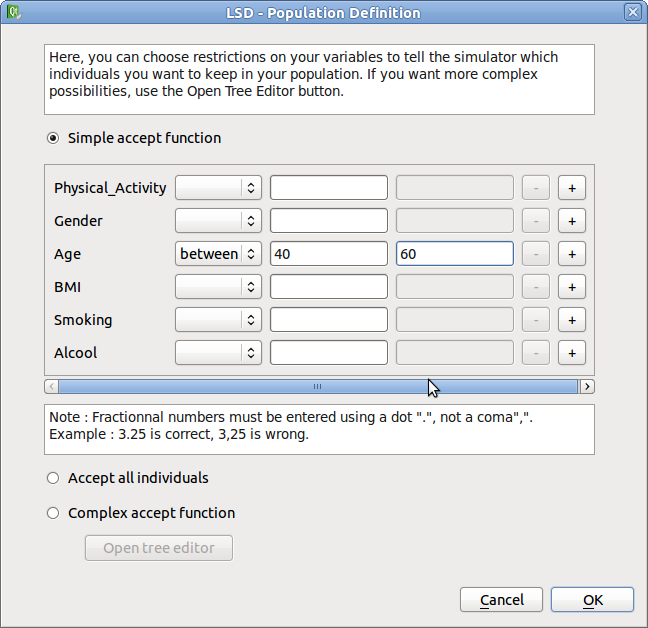 LSD - Population Definition
Here, you can choose restrictions on your variables to tell the simulator which
individuals you want to keep in your population. If you want more complex
possibilities, use the Open Tree Editor button.
Simple accept function
Physical_Activity - +
Gender - +
Age between 40 60 - +
BMI - +
Smoking - +
Alcool - +
Note : Fractionnal numbers must be entered using a dot ".", not a coma",".
Example : 3.25 is correct, 3,25 is wrong.
Accept all individuals
Complex accept function
Open tree editor
Cancel OK